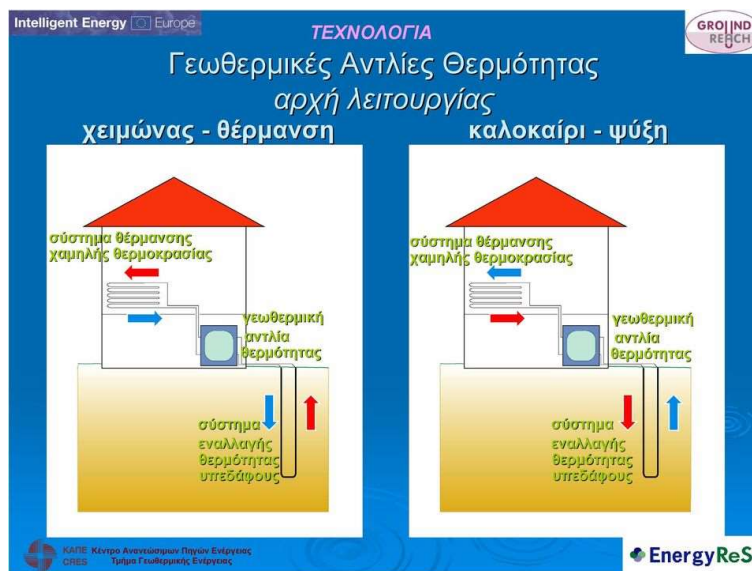 Intelligent Energy Europe
ΤΕΧΝΟΛΟΓΙΑ
GROUND
REACH
Γεωθερμικές Αντλίες Θερμότητας
αρχή λειτουργίας
χειμώνας - θέρμανση
σύστημα θέρμανσης
χαμηλής θερμοκρασίας
γεωθερμική
αντλία
θερμότητας
σύστημα
εναλλαγής
θερμότητας
υπεδάφους
καλοκαίρι - ψύξη
σύστημα θέρμανσης
χαμηλής θερμοκρασίας
γεωθερμική
αντλία
θερμότητας
σύστημα
εναλλαγής
θερμότητας
υπεδάφους
ΚΑΠΕ Κέντρο Ανανεώσιμων Πηγών Ενέργειας
CRES Τμήμα Γεωθερμικής Ενέργειας
EnergyReS